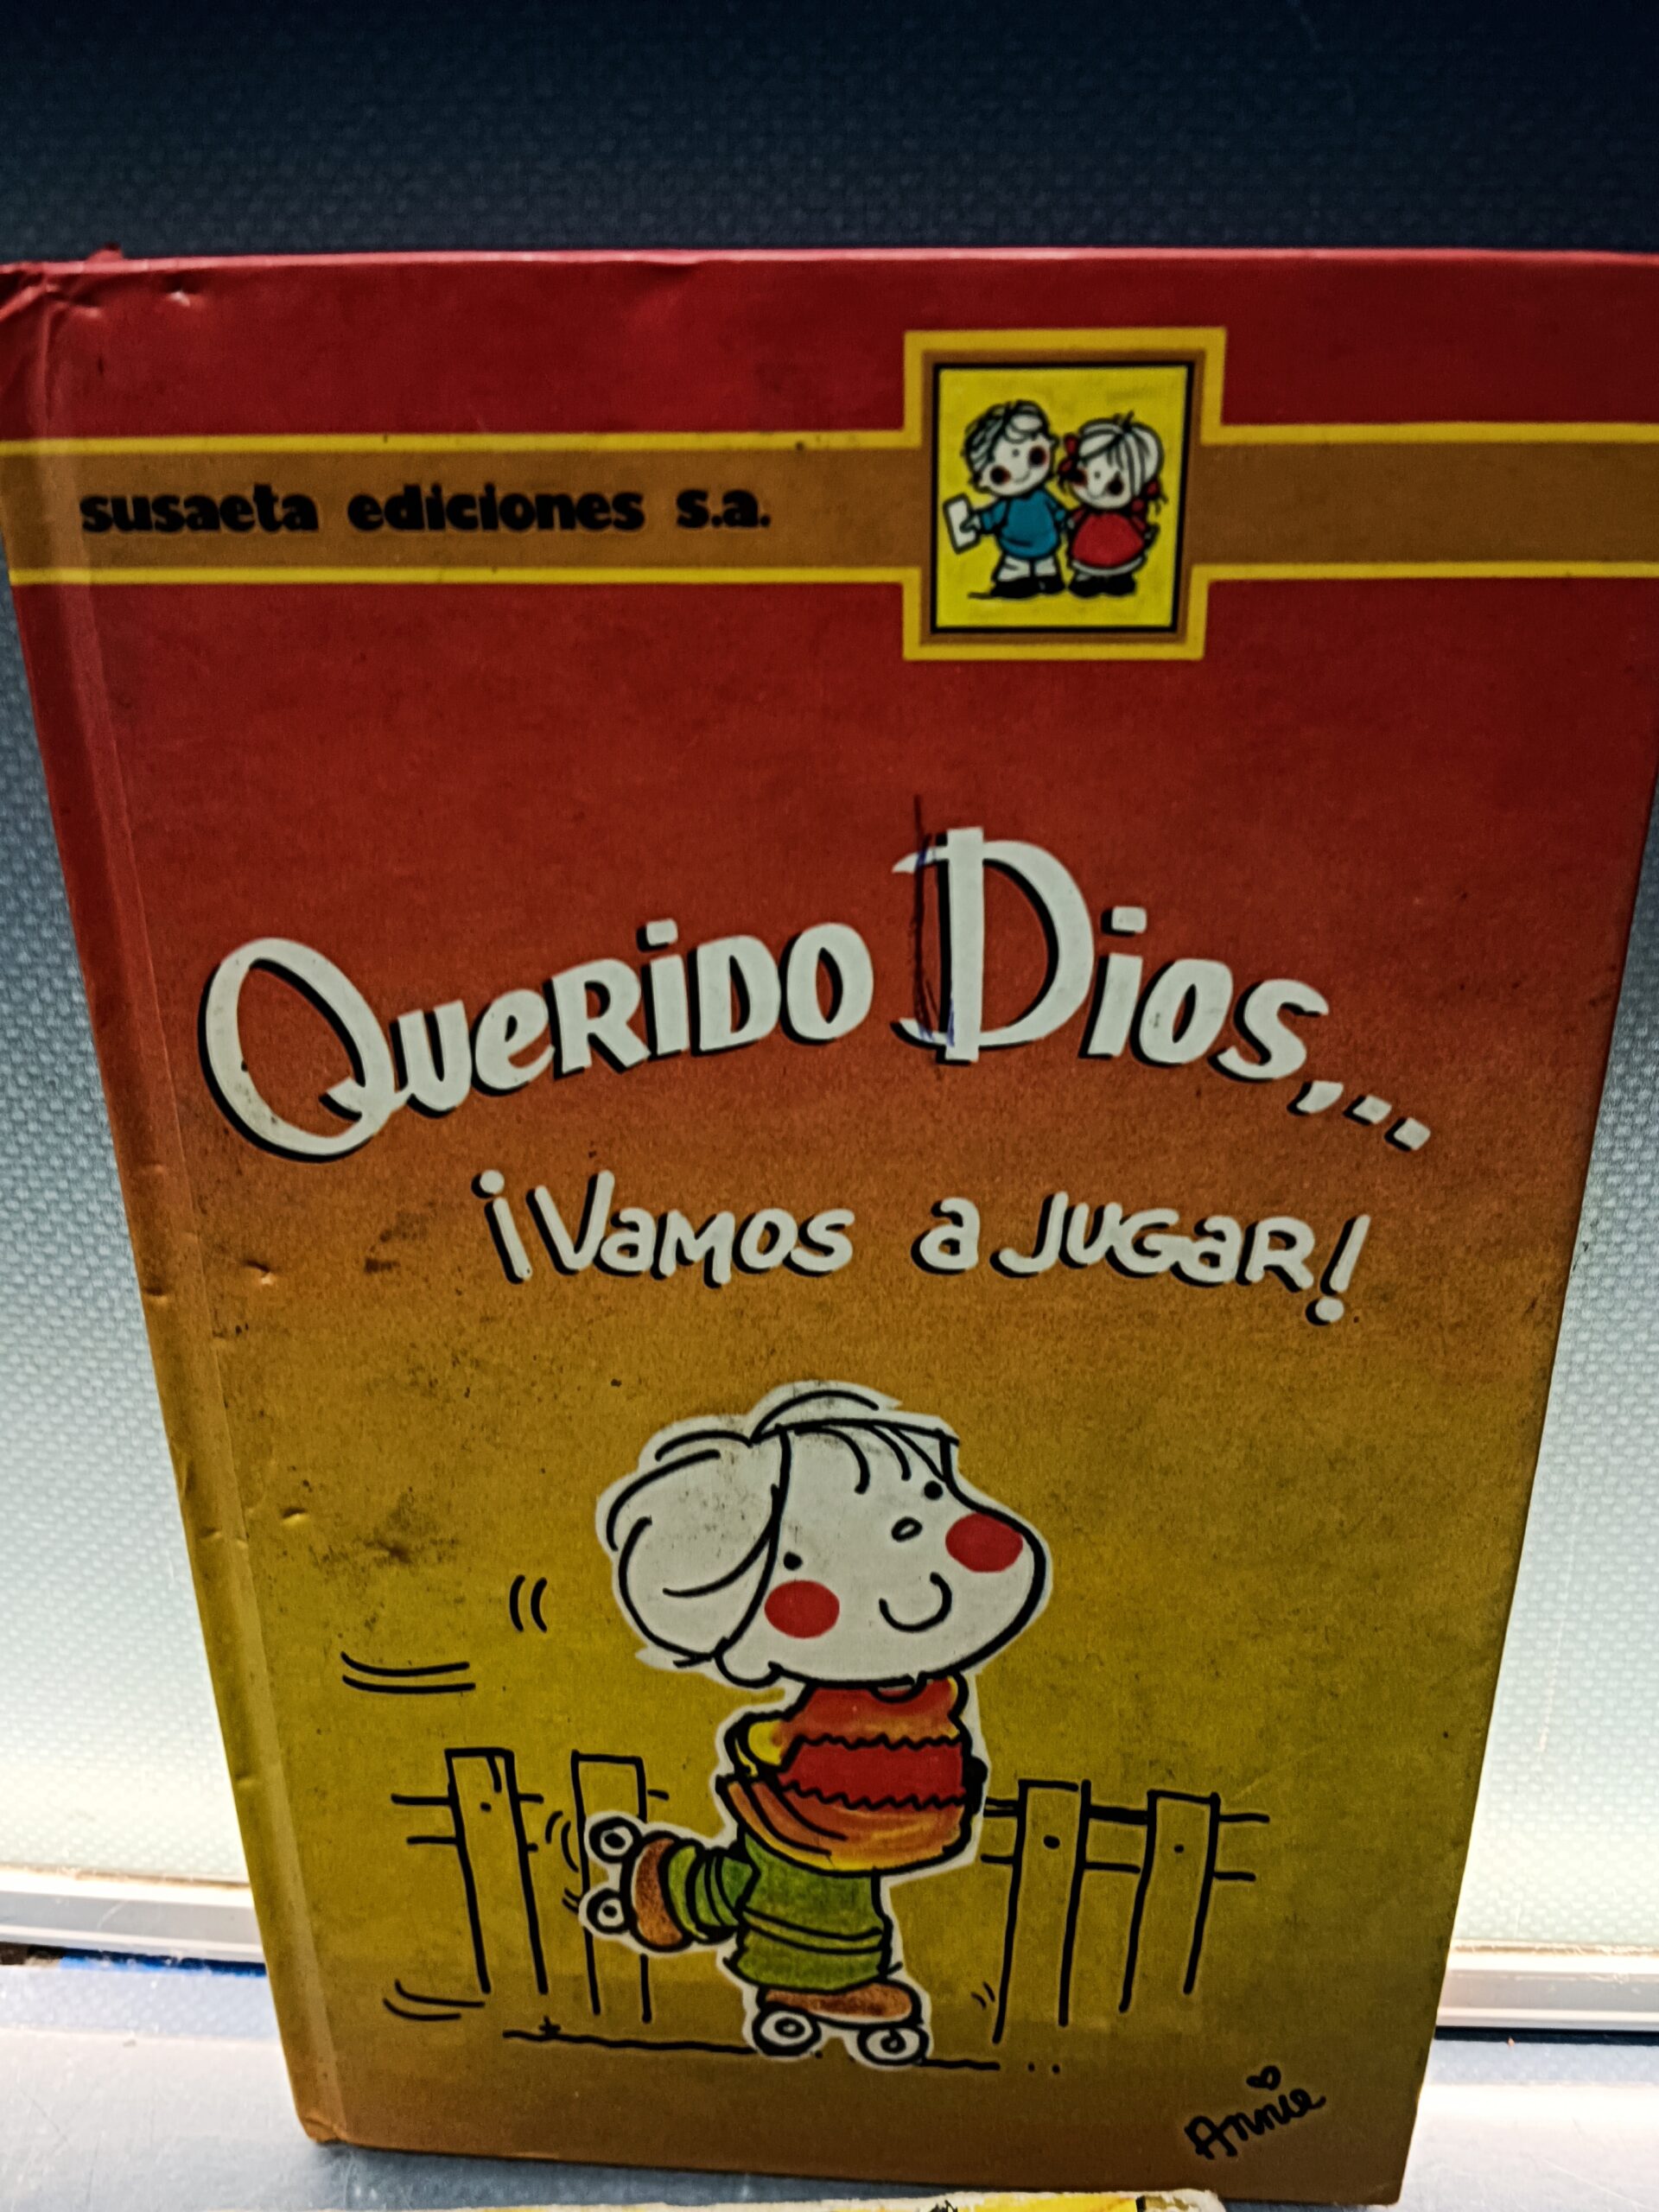 susaeta ediciones s.a.
Querido Dios,...
¡Vamos a jugar!
Annie